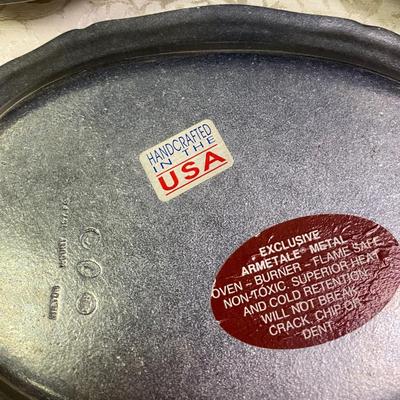 HANDCRAFTED
IN THE
USA
EXCLUSIVE
ARMETALE® METAL
OVEN – BURNER – FLAME SAFE
NON-TOXIC. SUPERIOR HEAT
AND COLD RETENTION.
WILL NOT BREAK,
CRACK, CHIP OR
DENT.
WILTON